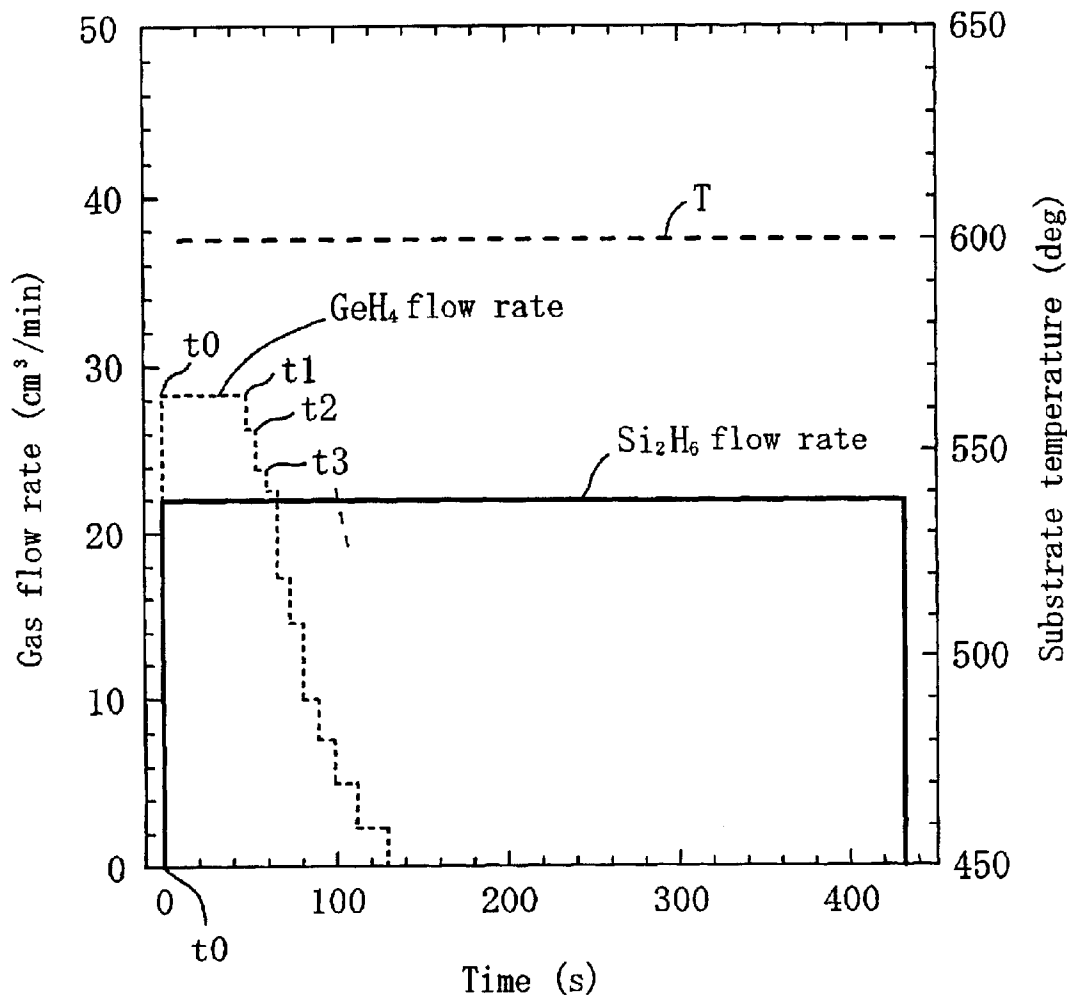 50
40
30
20
10
0
Gas flow rate (cm³/min)
650
600
550
500
450
Substrate temperature (deg)
T
GeH₄ flow rate
t0
t1
t2
t3
Si₂H₆ flow rate
0
100
200
300
400
t0
Time (s)